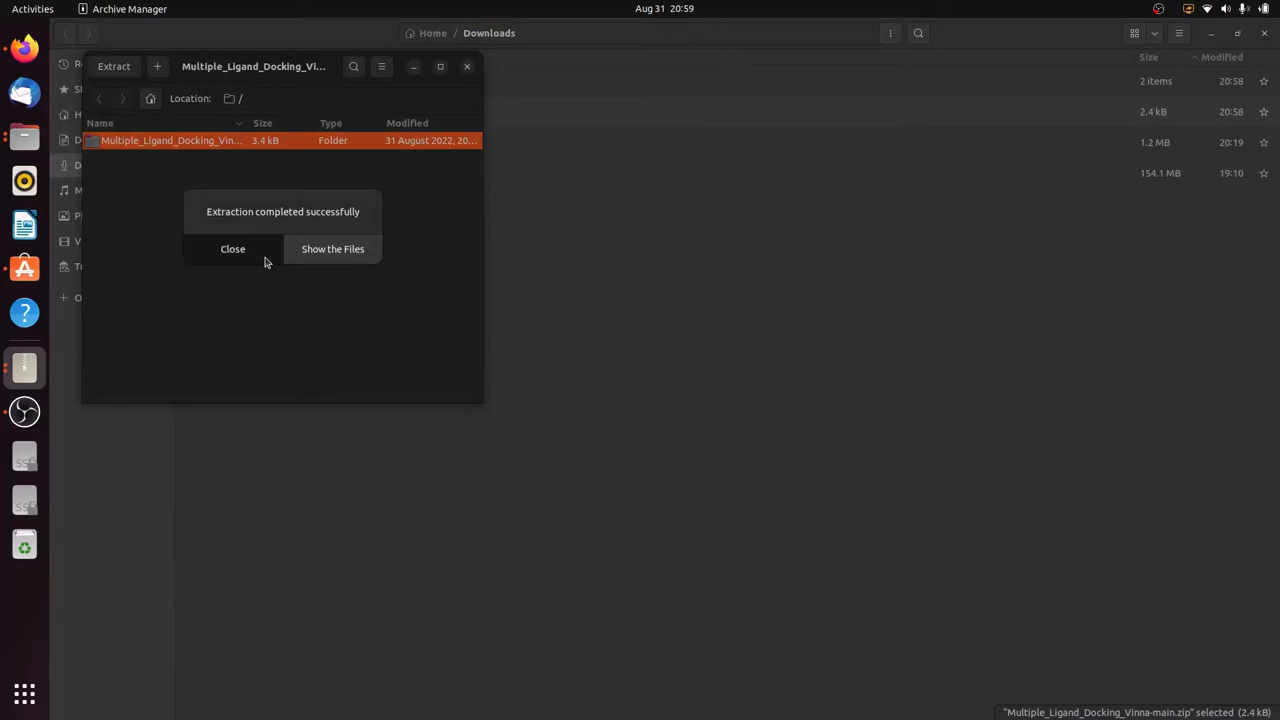 Activities
Archive Manager
Aug 31 20:59
Home / Downloads
Size
Modified
2 items
20:58
2.4 kB
20:58
1.2 MB
20:19
154.1 MB
19:10
Extract
Multiple_Ligand_Docking_Vi...
Location:
/
Name
Size
Type
Modified
Multiple_Ligand_Docking_Vin...
3.4 kB
Folder
31 August 2022, 20...
Extraction completed successfully
Close
Show the Files
"Multiple_Ligand_Docking_Vinna-main.zip" selected (2.4 kB)